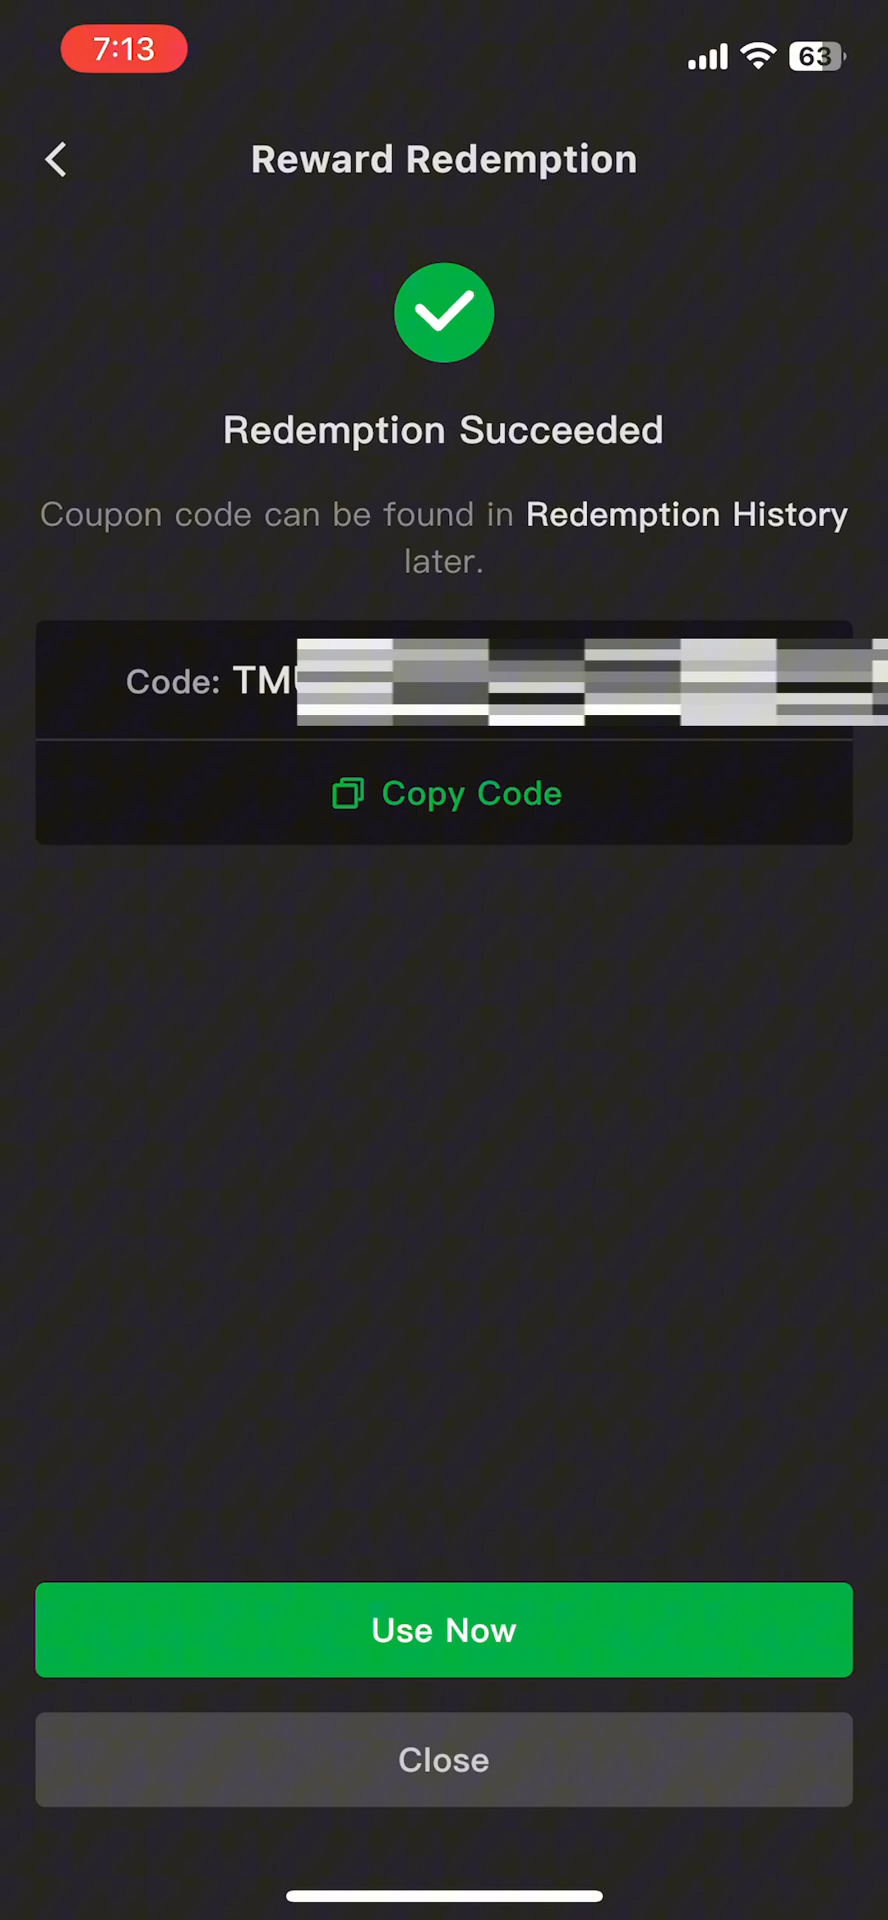 7:13
63
Reward Redemption
Redemption Succeeded
Coupon code can be found in Redemption History
later.
Code: TM
Copy Code
Use Now
Close